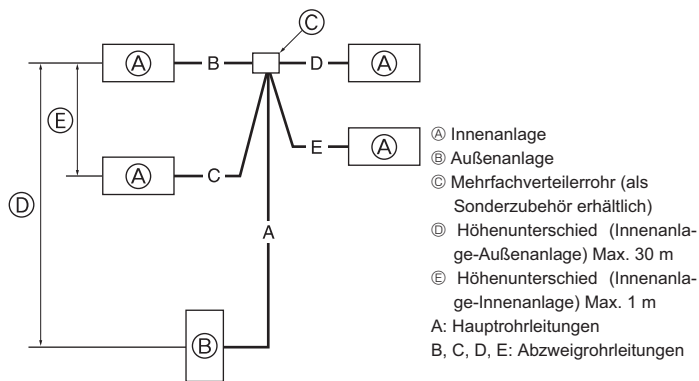 Ⓒ
Ⓐ B D Ⓐ
Ⓔ
Ⓐ C E Ⓐ
Ⓓ
A
Ⓑ
Ⓐ Innenanlage
Ⓑ Außenanlage
Ⓒ Mehrfachverteilerrohr (als
Sonderzubehör erhältlich)
Ⓓ Höhenunterschied (Innenanla-
ge-Außenanlage) Max. 30 m
Ⓔ Höhenunterschied (Innenanla-
ge-Innenanlage) Max. 1 m
A: Hauptrohrleitungen
B, C, D, E: Abzweigrohrleitungen